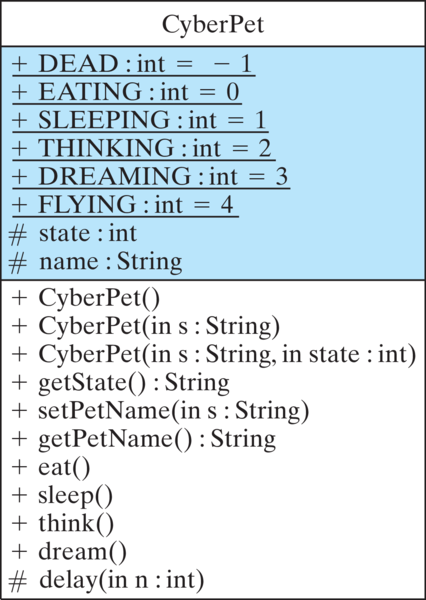 CyberPet
+ DEAD : int = − 1
+ EATING : int = 0
+ SLEEPING : int = 1
+ THINKING : int = 2
+ DREAMING : int = 3
+ FLYING : int = 4
# state : int
# name : String
+ CyberPet()
+ CyberPet(in s : String)
+ CyberPet(in s : String, in state : int)
+ getState() : String
+ setPetName(in s : String)
+ getPetName() : String
+ eat()
+ sleep()
+ think()
+ dream()
# delay(in n : int)